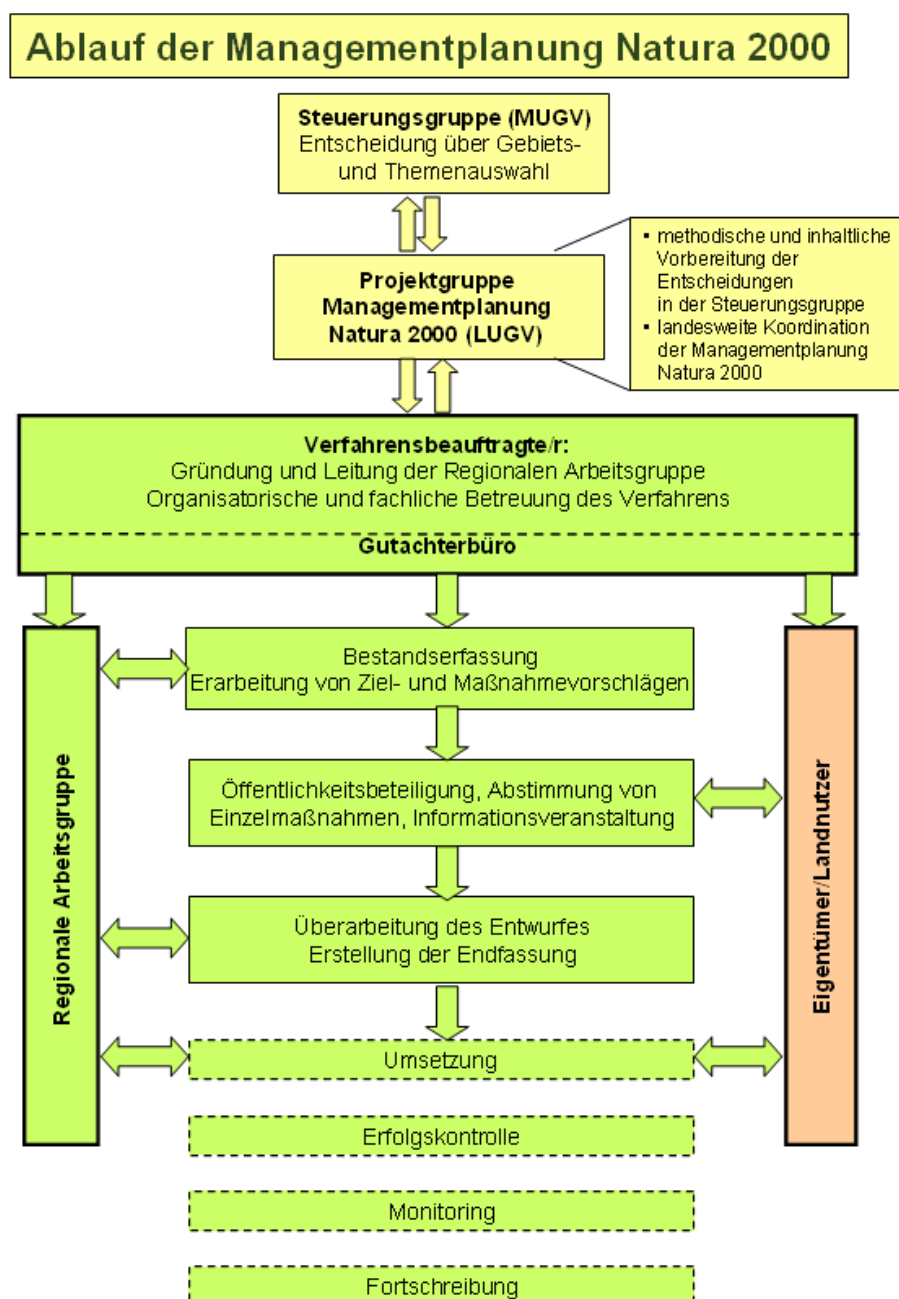 Ablauf der Managementplanung Natura 2000
Steuerungsgruppe (MUGV)
Entscheidung über Gebiets-
und Themenauswahl
▪ methodische und inhaltliche
Vorbereitung der
Entscheidungen
in der Steuerungsgruppe
▪ landesweite Koordination
der Managementplanung
Natura 2000
Projektgruppe
Managementplanung
Natura 2000 (LUGV)
Verfahrensbeauftragte/r:
Gründung und Leitung der Regionalen Arbeitsgruppe
Organisatorische und fachliche Betreuung des Verfahrens
Gutachterbüro
Regionale Arbeitsgruppe
Bestandserfassung
Erarbeitung von Ziel- und Maßnahmevorschlägen
Öffentlichkeitsbeteiligung, Abstimmung von
Einzelmaßnahmen, Informationsveranstaltung
Überarbeitung des Entwurfes
Erstellung der Endfassung
Umsetzung
Erfolgskontrolle
Monitoring
Fortschreibung
Eigentümer/Landnutzer